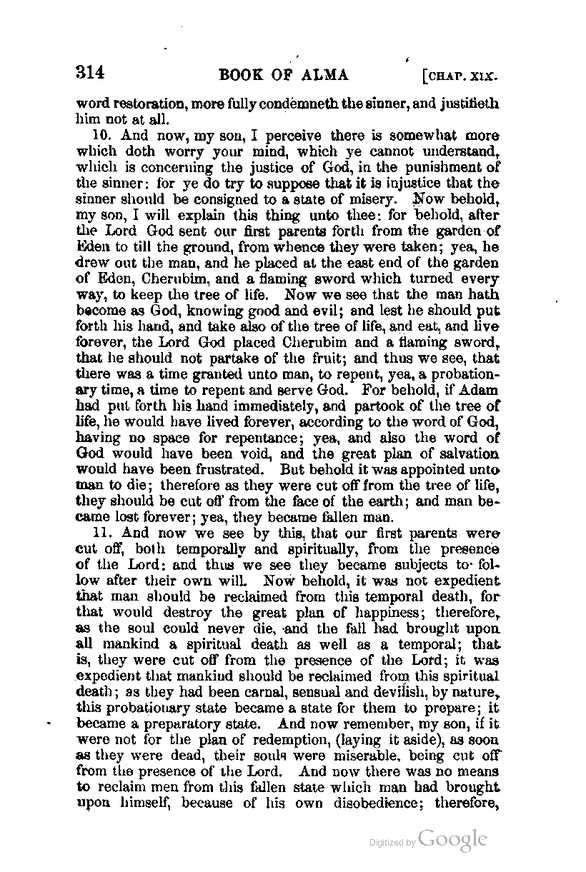 314 BOOK OF ALMA [CHAP. XIX.
word restoration, more fully condemneth the sinner, and justifieth
him not at all.
10. And now, my son, I perceive there is somewhat more
which doth worry your mind, which ye cannot understand,
which is concerning the justice of God, in the punishment of
the sinner: for ye do try to suppose that it is injustice that the
sinner should be consigned to a state of misery. Now behold,
my son, I will explain this thing unto thee: for behold, after
the Lord God sent our first parents forth from the garden of
Eden to till the ground, from whence they were taken; yea, he
drew out the man, and he placed at the east end of the garden
of Eden, Cherubim, and a flaming sword which turned every
way, to keep the tree of life. Now we see that the man hath
become as God, knowing good and evil; and lest he should put
forth his hand, and take also of the tree of life, and eat, and live
forever, the Lord God placed Cherubim and a flaming sword,
that he should not partake of the fruit; and thus we see, that
there was a time granted unto man, to repent, yea, a probation-
ary time, a time to repent and serve God. For behold, if Adam
had put forth his hand immediately, and partook of the tree of
life, he would have lived forever, according to the word of God,
having no space for repentance; yea, and also the word of
God would have been void, and the great plan of salvation
would have been frustrated. But behold it was appointed unto
man to die; therefore as they were cut off from the tree of life,
they should be cut off from the face of the earth; and man be-
came lost forever; yea, they became fallen man.
11. And now we see by this, that our first parents were
cut off, both temporally and spiritually, from the presence
of the Lord: and thus we see they became subjects to fol-
low after their own will. Now behold, it was not expedient
that man should be reclaimed from this temporal death, for
that would destroy the great plan of happiness; therefore,
as the soul could never die, and the fall had brought upon
all mankind a spiritual death as well as a temporal; that
is, they were cut off from the presence of the Lord; it was
expedient that mankind should be reclaimed from this spiritual
death; as they had been carnal, sensual and devilish, by nature,
this probationary state became a state for them to prepare; it
became a preparatory state. And now remember, my son, if it
were not for the plan of redemption, (laying it aside), as soon
as they were dead, their souls were miserable, being cut off
from the presence of the Lord. And now there was no means
to reclaim men from this fallen state which man had brought
upon himself, because of his own disobedience; therefore,
Digitized by Google